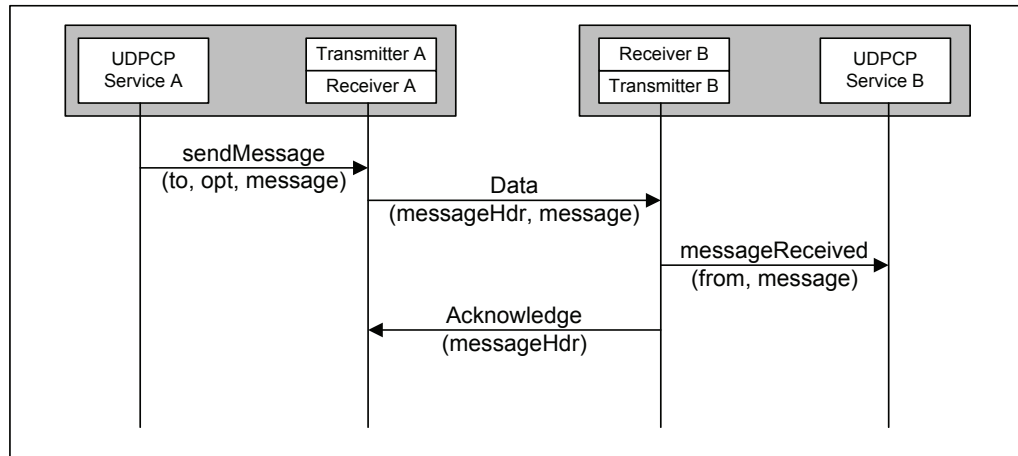 UDPCP
Service A
Transmitter A
Receiver A
Receiver B
Transmitter B
UDPCP
Service B
sendMessage
(to, opt, message)
Data
(messageHdr, message)
messageReceived
(from, message)
Acknowledge
(messageHdr)